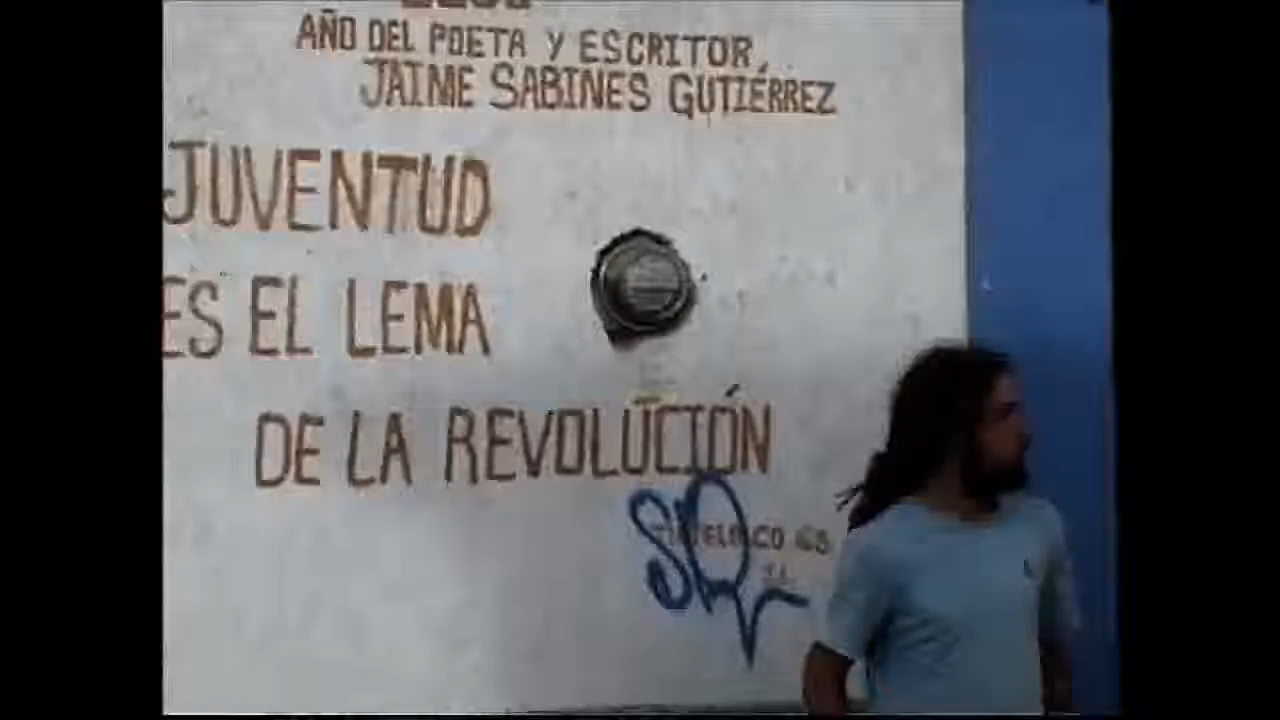 AÑO DEL POETA Y ESCRITOR,
JAIME SABINES GUTIÉRREZ
JUVENTUD
ES EL LEMA
DE LA REVOLUCIÓN